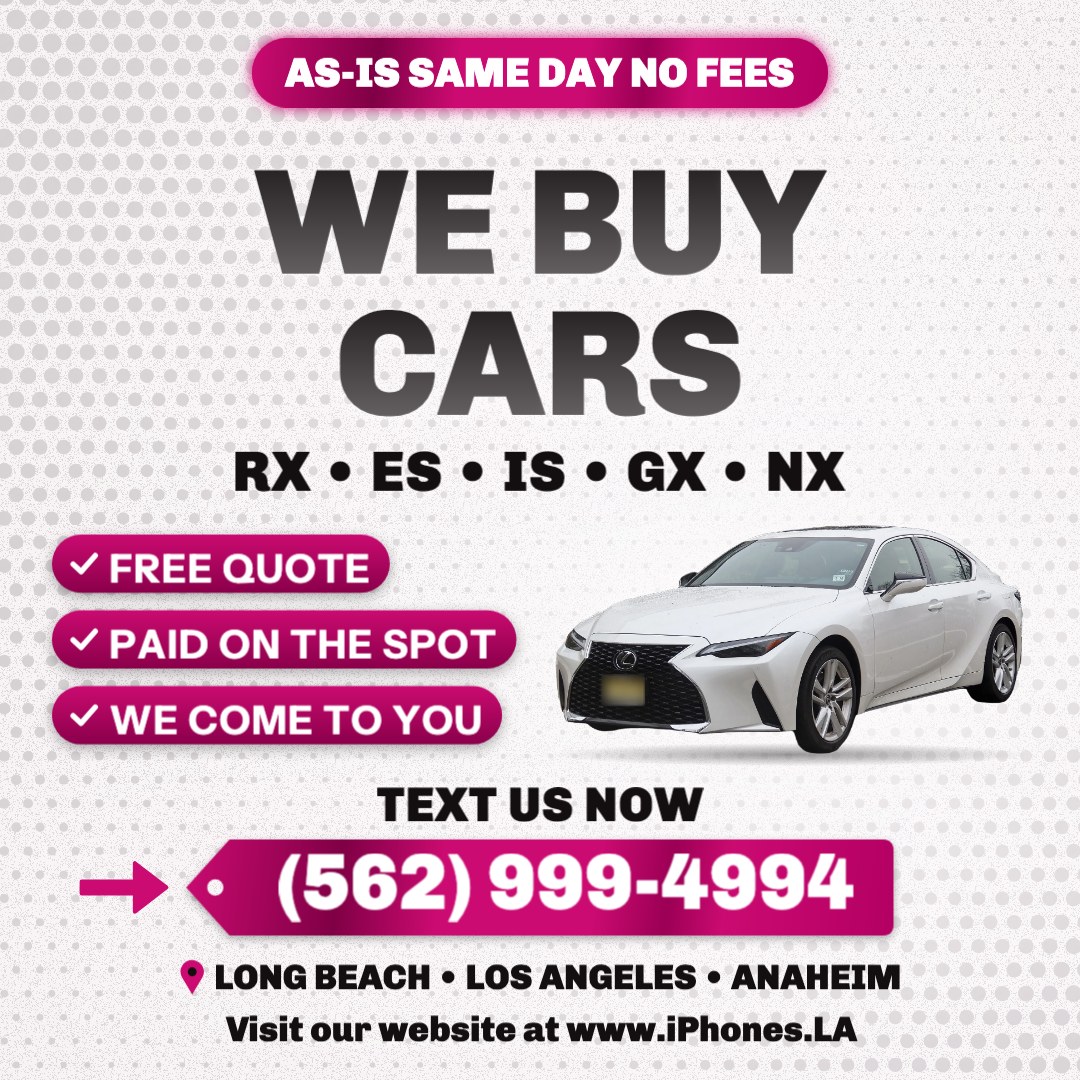 AS-IS SAME DAY NO FEES
WE BUY
CARS
RX • ES • IS • GX • NX
FREE QUOTE
PAID ON THE SPOT
WE COME TO YOU
TEXT US NOW
(562) 999-4994
LONG BEACH • LOS ANGELES • ANAHEIM
Visit our website at www.iPhones.LA